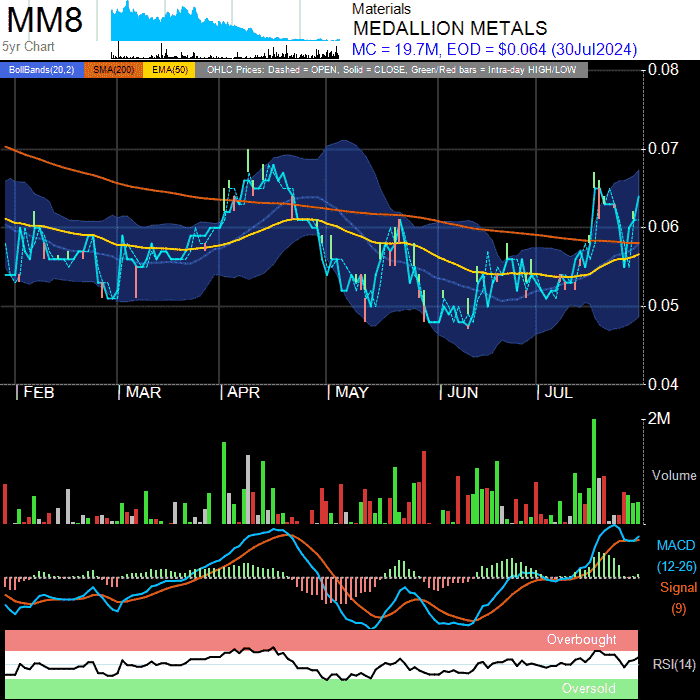 MM8
5yr Chart
Materials
MEDALLION METALS
MC = 19.7M, EOD = $0.064 (30Jul2024)
BollBands(20,2) SMA(200) EMA(50) OHLC Prices: Dashed = OPEN, Solid = CLOSE, Green/Red bars = Intra-day HIGH/LOW
0.08
0.07
0.06
0.05
0.04
FEB MAR APR MAY JUN JUL
2M
Volume
MACD
(12-26)
Signal
(9)
Overbought
RSI(14)
Oversold